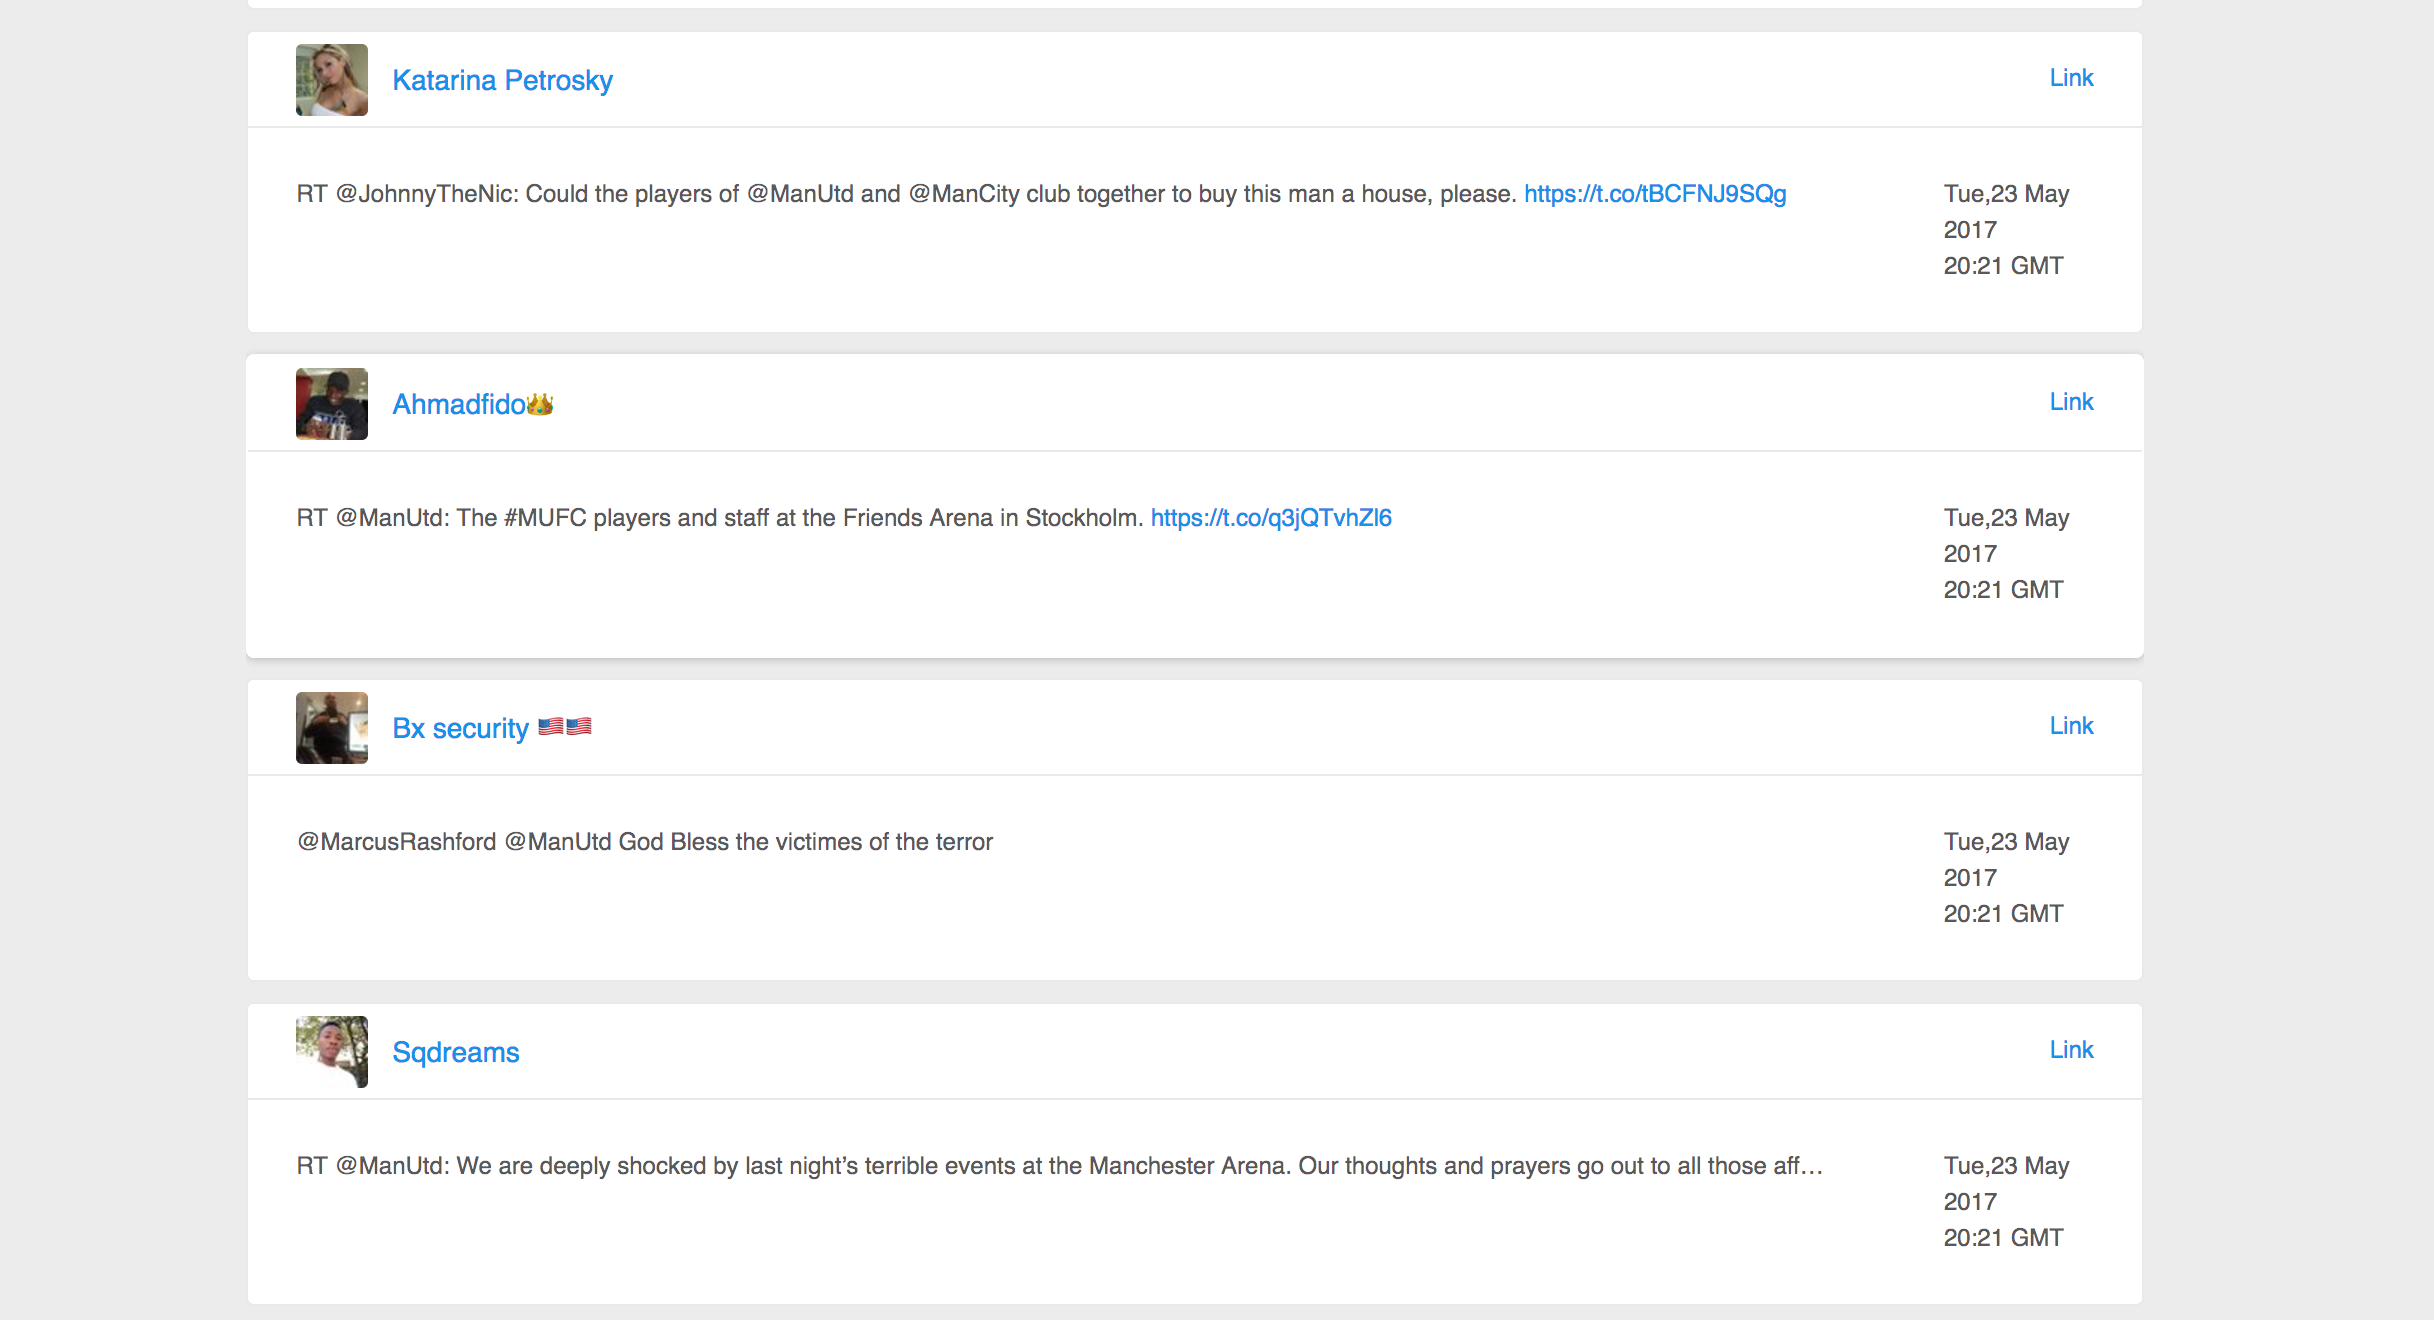 Katarina Petrosky
Link
RT @JohnnyTheNic: Could the players of @ManUtd and @ManCity club together to buy this man a house, please. https://t.co/tBCFNJ9SQg
Tue,23 May
2017
20:21 GMT
Ahmadfido👑
Link
RT @ManUtd: The #MUFC players and staff at the Friends Arena in Stockholm. https://t.co/q3jQTvhZl6
Tue,23 May
2017
20:21 GMT
Bx security 🇺🇸🇺🇸
Link
@MarcusRashford @ManUtd God Bless the victimes of the terror
Tue,23 May
2017
20:21 GMT
Sqdreams
Link
RT @ManUtd: We are deeply shocked by last night’s terrible events at the Manchester Arena. Our thoughts and prayers go out to all those aff…
Tue,23 May
2017
20:21 GMT